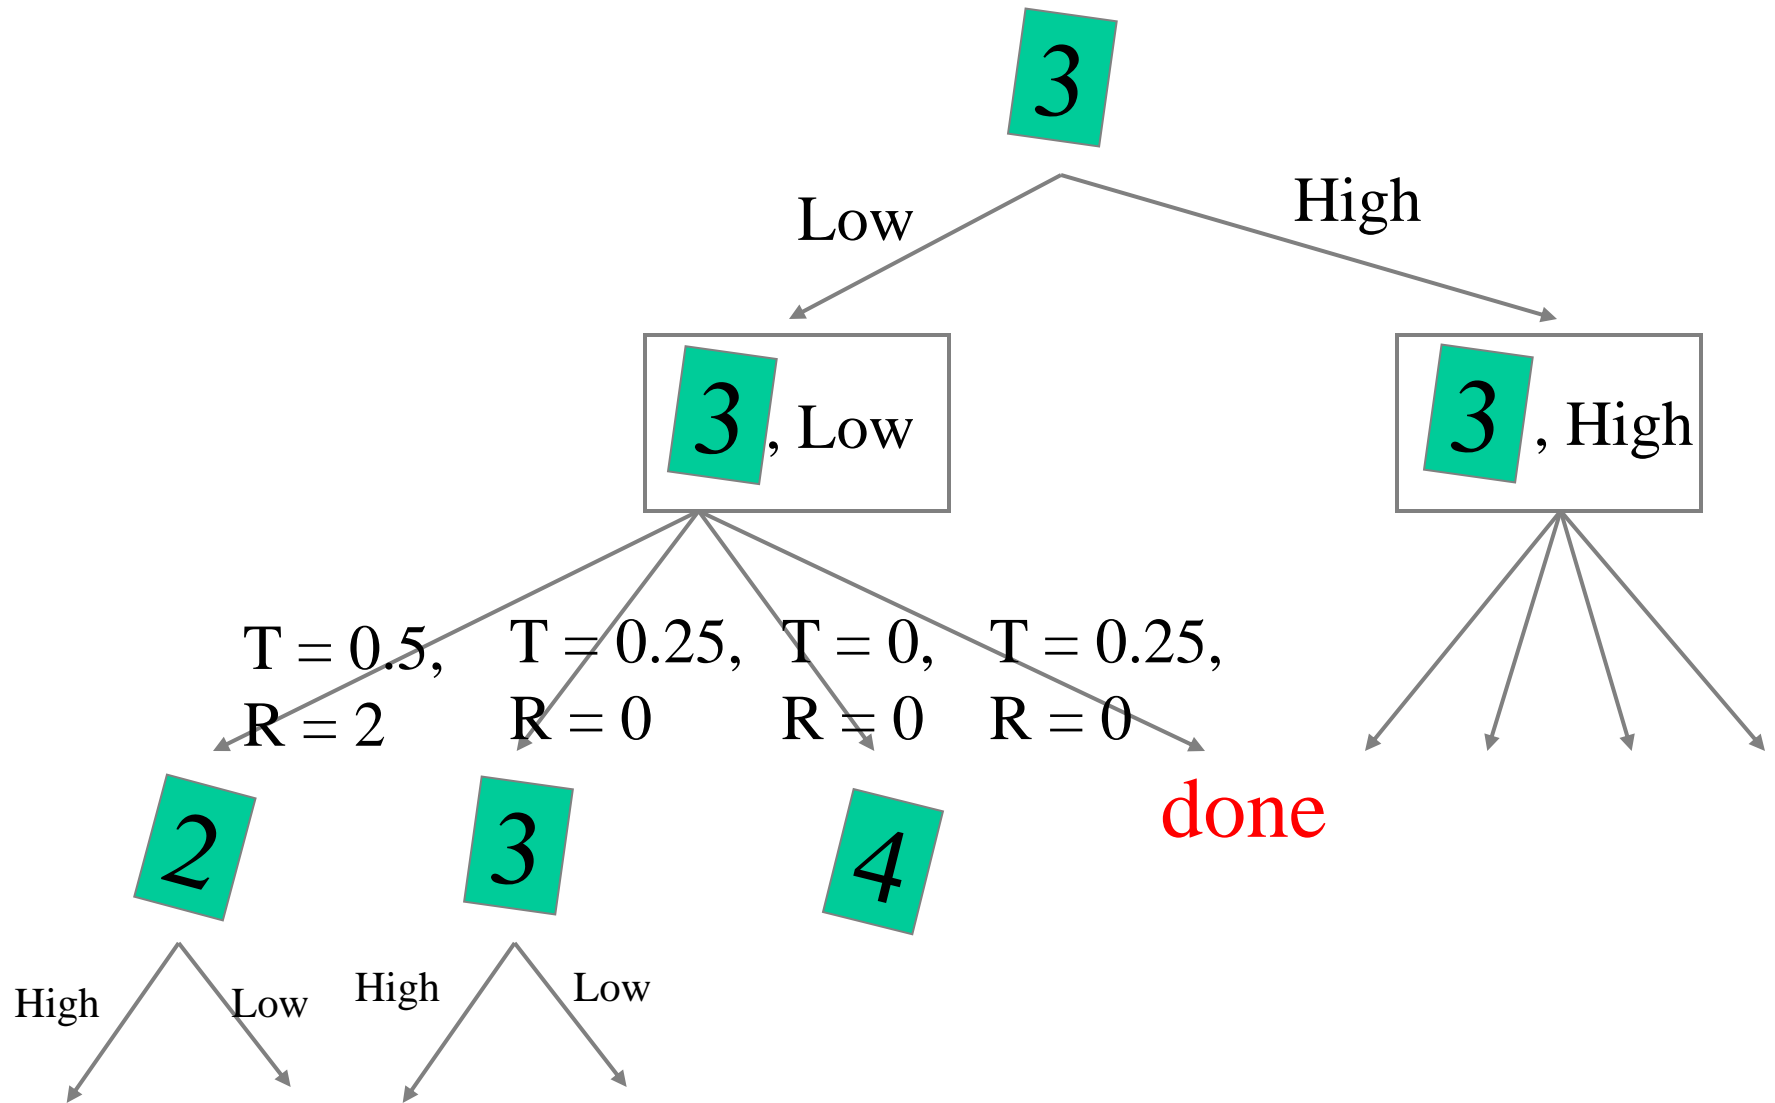 3
Low
High
3, Low
3, High
T = 0.5,
R = 2
T = 0.25,
R = 0
T = 0,
R = 0
T = 0.25,
R = 0
2
3
4
done
High
Low
High
Low